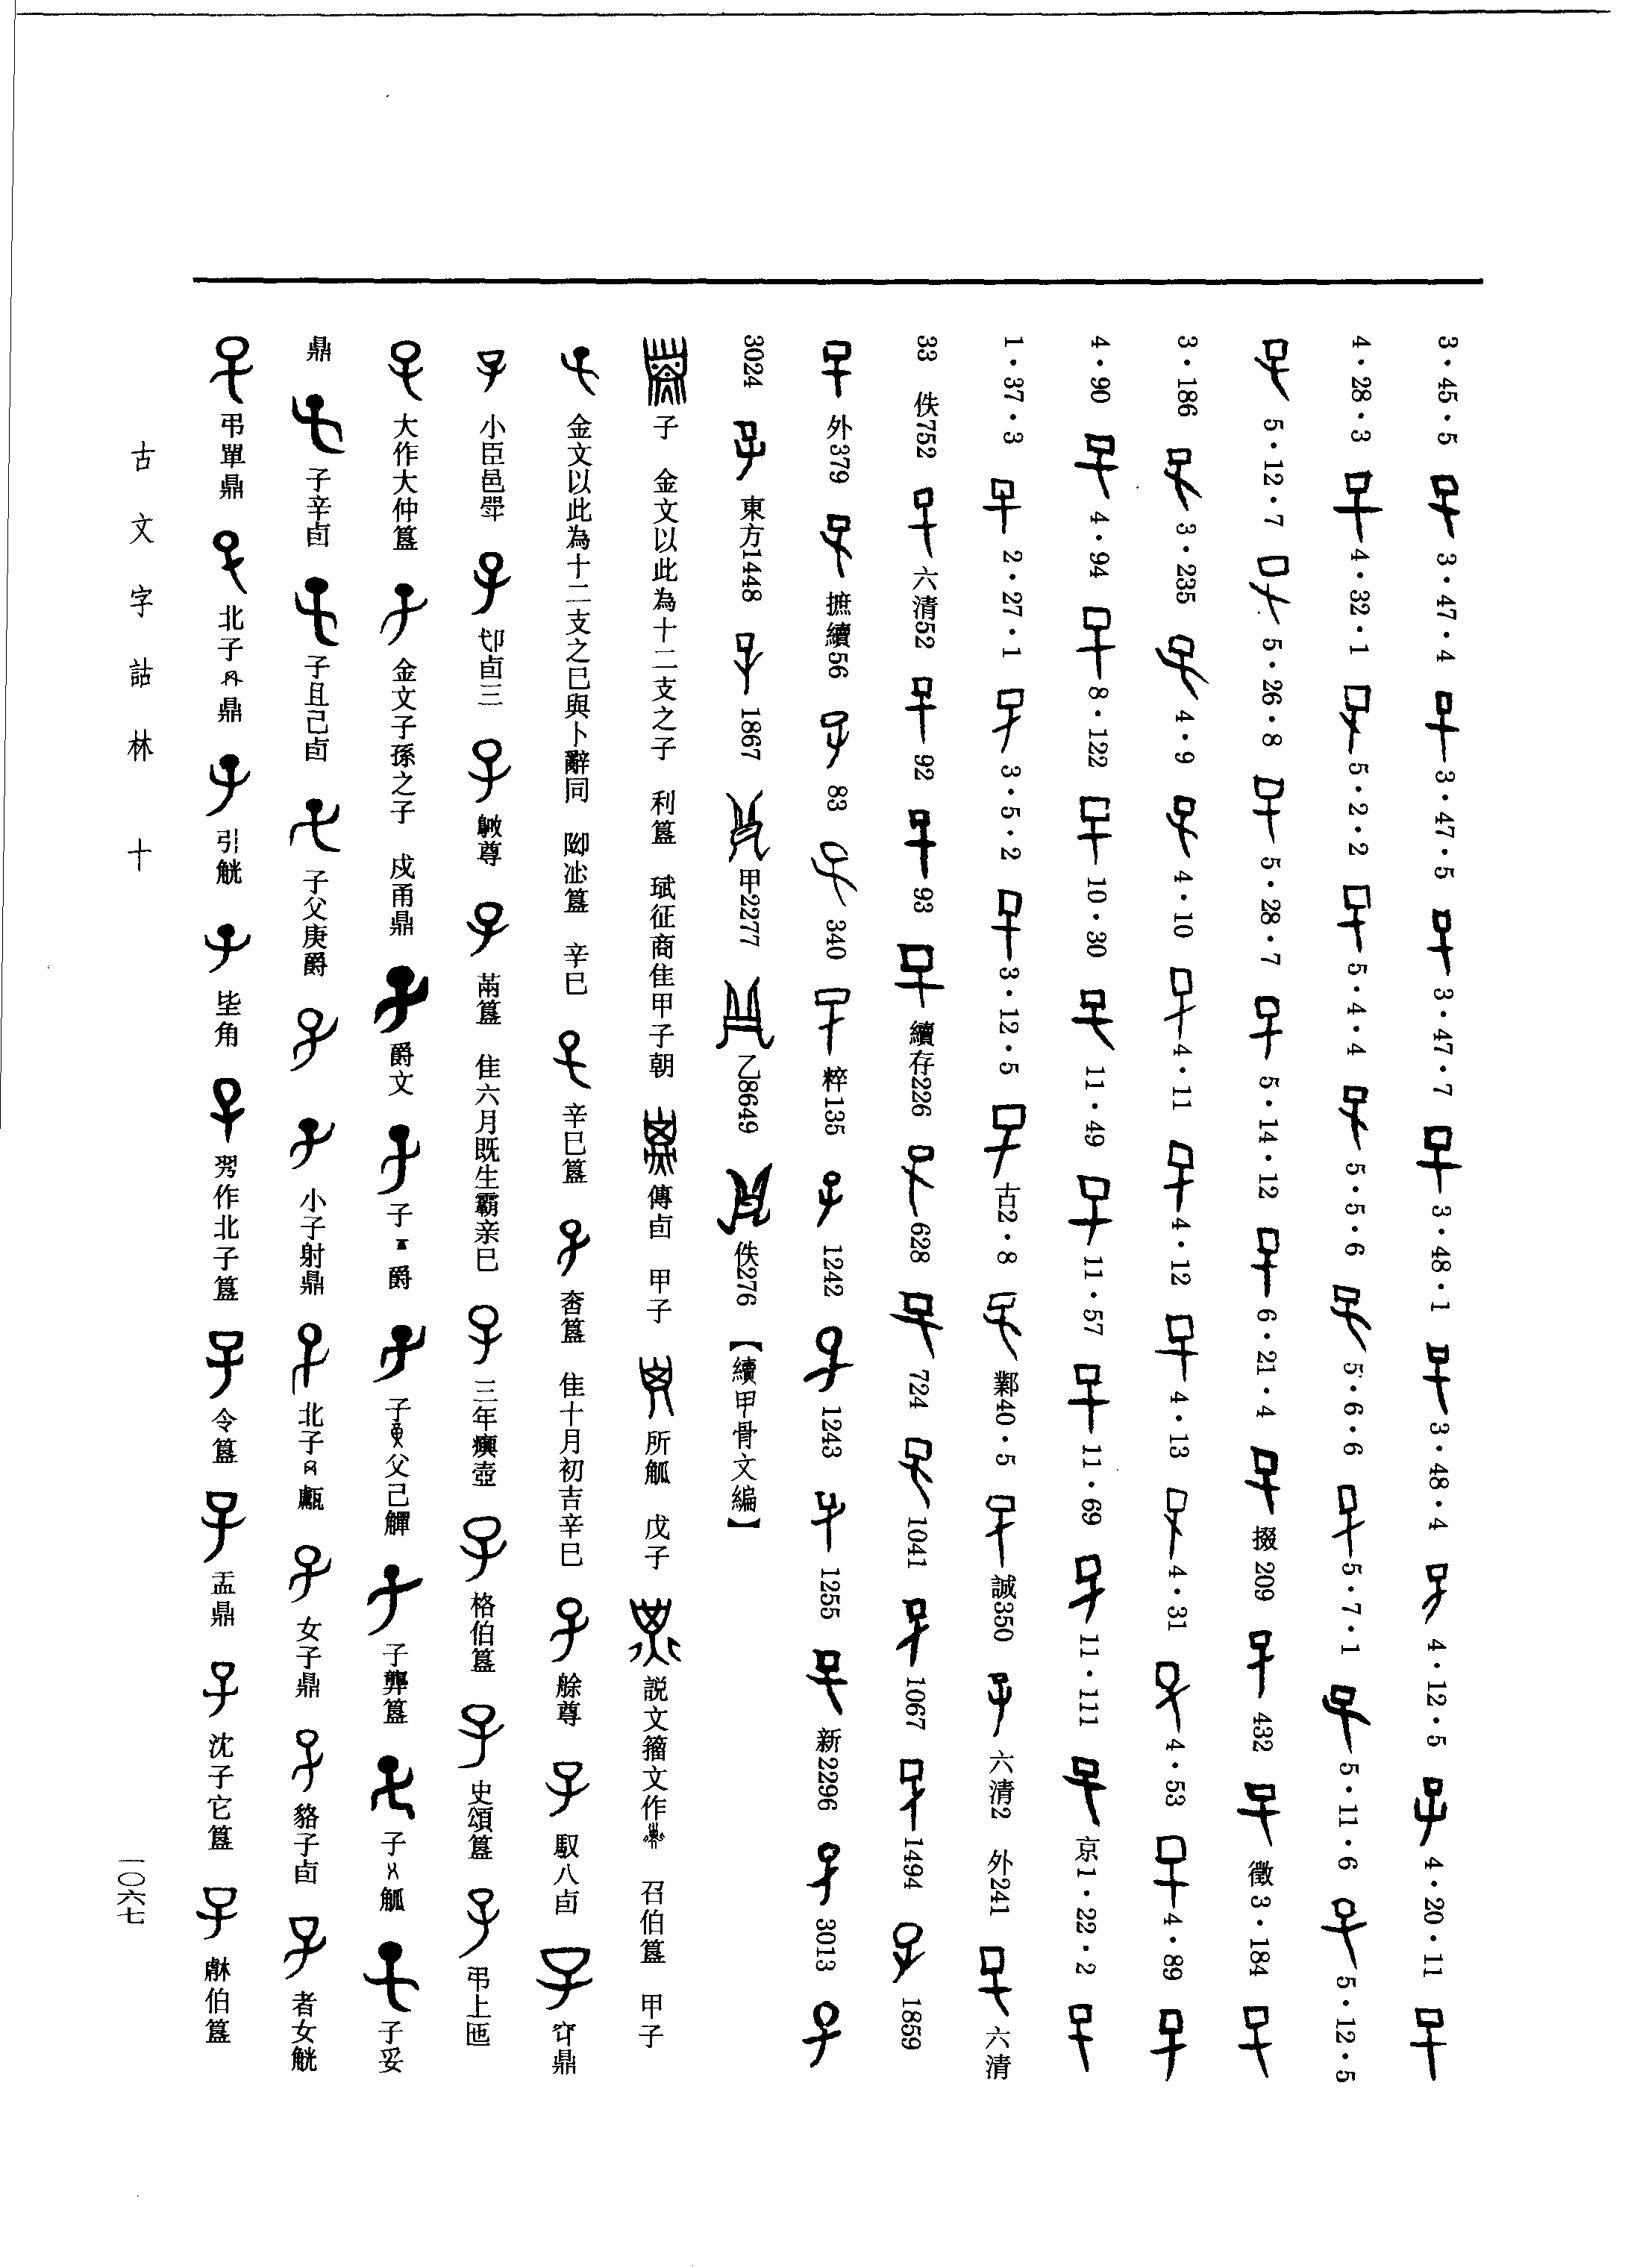 3·45·5 3·47·4 3·47·5 3·47·7 3·48·1 3·48·4 4·12·5 4·20·11
4·28·3 4·32·1 5·2·2 5·4·4 5·5·6 5·6·6 5·7·1 5·11·6 5·12·5
5·12·7 5·26·8 5·28·7 5·14·12 6·21·4 掇209 432 徵3·184
3·186 3·235 4·9 4·10 4·11 4·12 4·13 4·31 4·53 4·89
4·90 4·94 8·122 10·30 11·49 11·57 11·69 11·111 京1·22·2
1·37·3 2·27·1 3·5·2 3·12·5 古2·8 鄴40·5 誠350 六清2 外241 六清
33 佚752 六清52 92 93 續存226 628 724 1041 1067 1494 1859
外379 摭續56 83 340 粹135 1242 1243 1255 新2296 3013
3024 東方1448 1867 甲2277 乙8649 佚276 【續甲骨文編】
子 金文以此為十二支之子 利簋 珷征商隹甲子朝 傳卣 甲子 所觚 戊子 説文籀文作 召伯簋 甲子
金文以此為十二支之巳與卜辭同 簋 辛巳 辛巳簋 簋 隹十月初吉辛巳 艅尊 馭八卣 鼎
小臣邑斝 卣三 尊 簋 隹六月既生霸亲巳 三年𤼈壺 格伯簋 史頌簋 弔上匜
大作大仲簋 金文子孫之子 戍甬鼎 爵文 子 爵 子 父己觶 子龏簋 子 觚 子妥
鼎 子辛卣 子且己卣 子父庚爵 小子射鼎 北子 甗 女子鼎 貉子卣 者女觥
弔單鼎 北子 鼎 引觥 角 作北子簋 令簋 盂鼎 沈子它簋 伯簋
古文字詁林 十
一〇六七